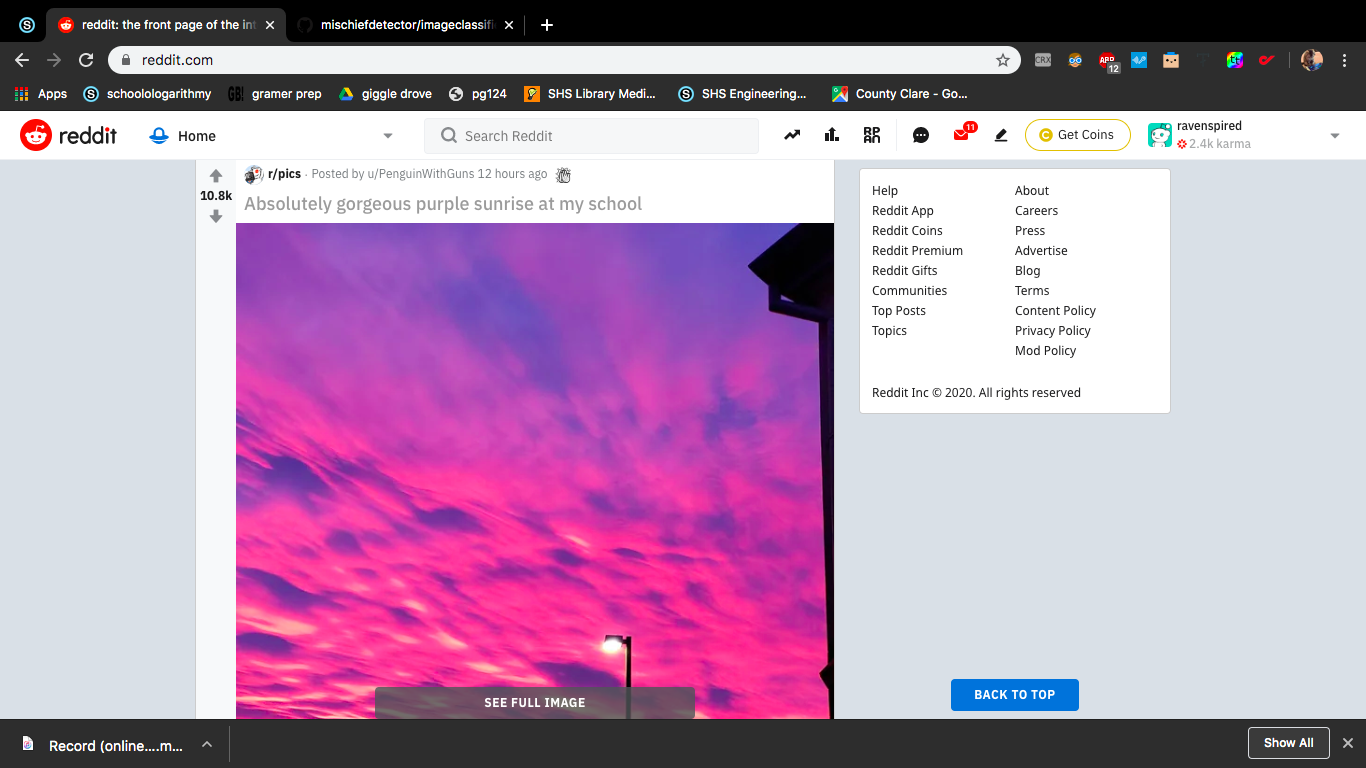 reddit: the front page of the int
mischiefdetector/imageclassifi
reddit.com
CRX
ABP
12
Apps
schoolologarithmy
GB!
gramer prep
giggle drove
pg124
SHS Library Medi...
SHS Engineering...
County Clare - Go...
reddit
Home
Search Reddit
RP
AN
11
Get Coins
ravenspired
2.4k karma
10.8k
r/pics · Posted by u/PenguinWithGuns 12 hours ago
Absolutely gorgeous purple sunrise at my school
SEE FULL IMAGE
Help
Reddit App
Reddit Coins
Reddit Premium
Reddit Gifts
Communities
Top Posts
Topics
About
Careers
Press
Advertise
Blog
Terms
Content Policy
Privacy Policy
Mod Policy
Reddit Inc © 2020. All rights reserved
BACK TO TOP
Record (online....m...
Show All